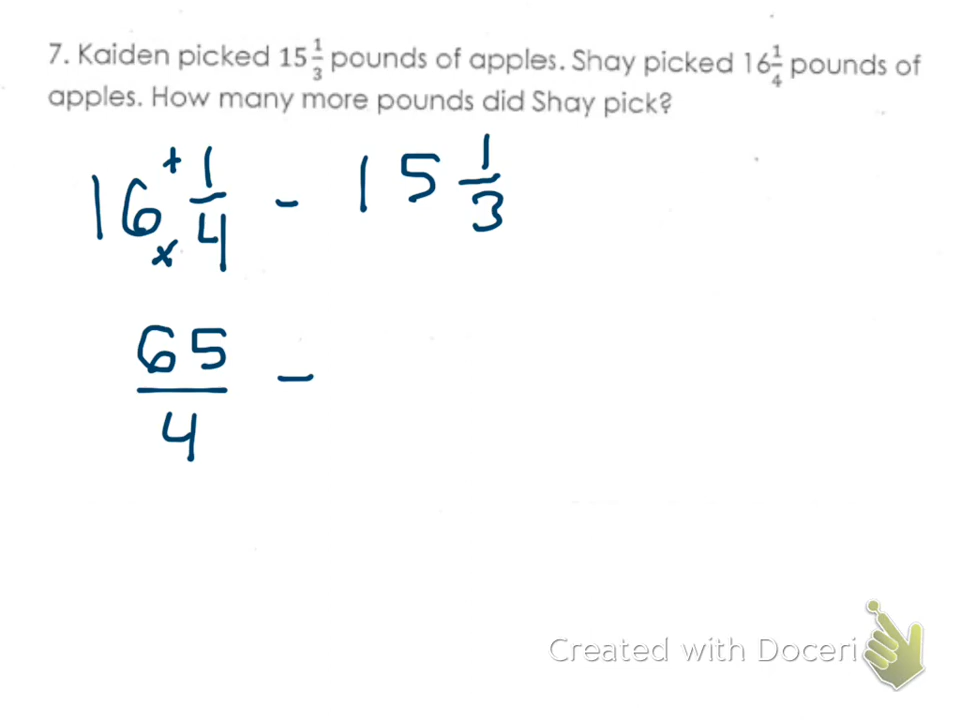 7. Kaiden picked 15 1/3 pounds of apples. Shay picked 16 1/4 pounds of
apples. How many more pounds did Shay pick?
16 + × 1/4 - 15 1/3
65/4 -
Created with Doceri